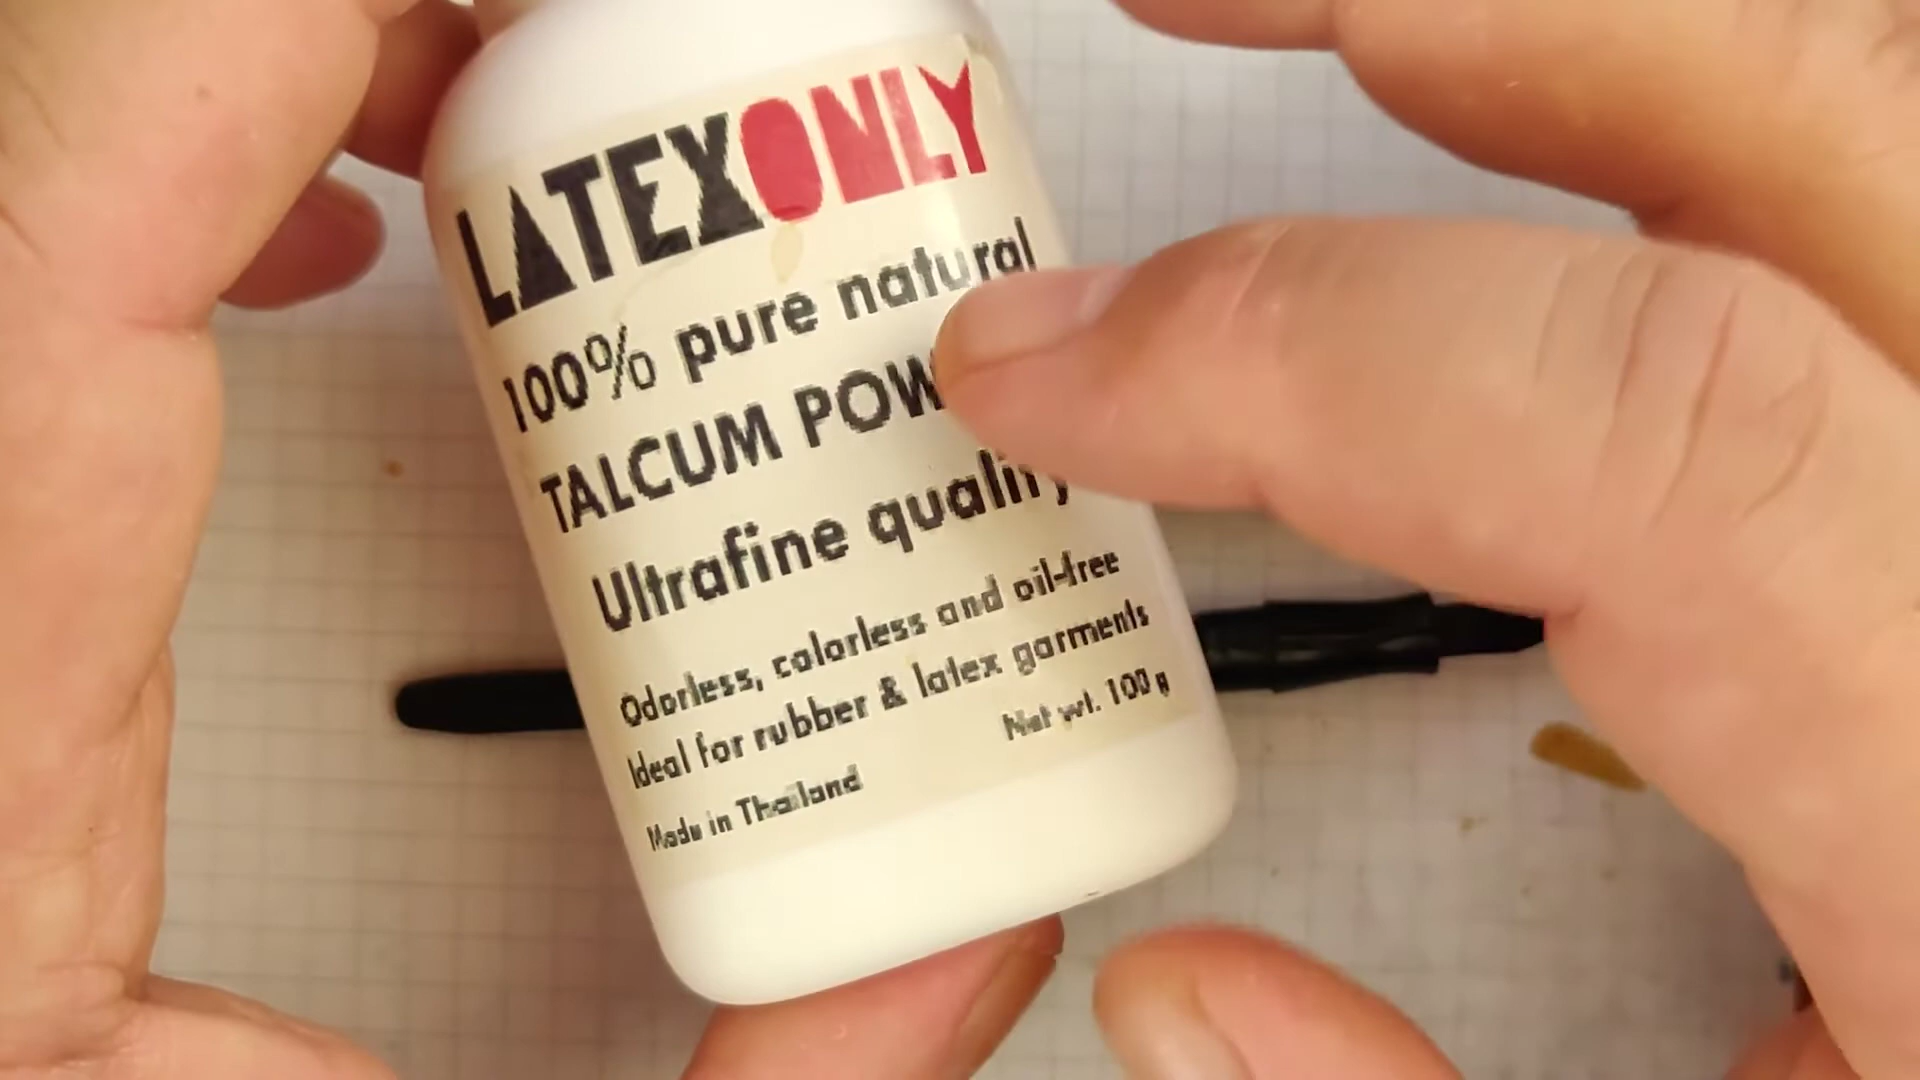 LATEXONLY
100% pure natural
TALCUM POW
Ultrafine quality
Odorless, colorless and oil-free
Ideal for rubber & latex garments
Net wt. 100 g
Made in Thailand